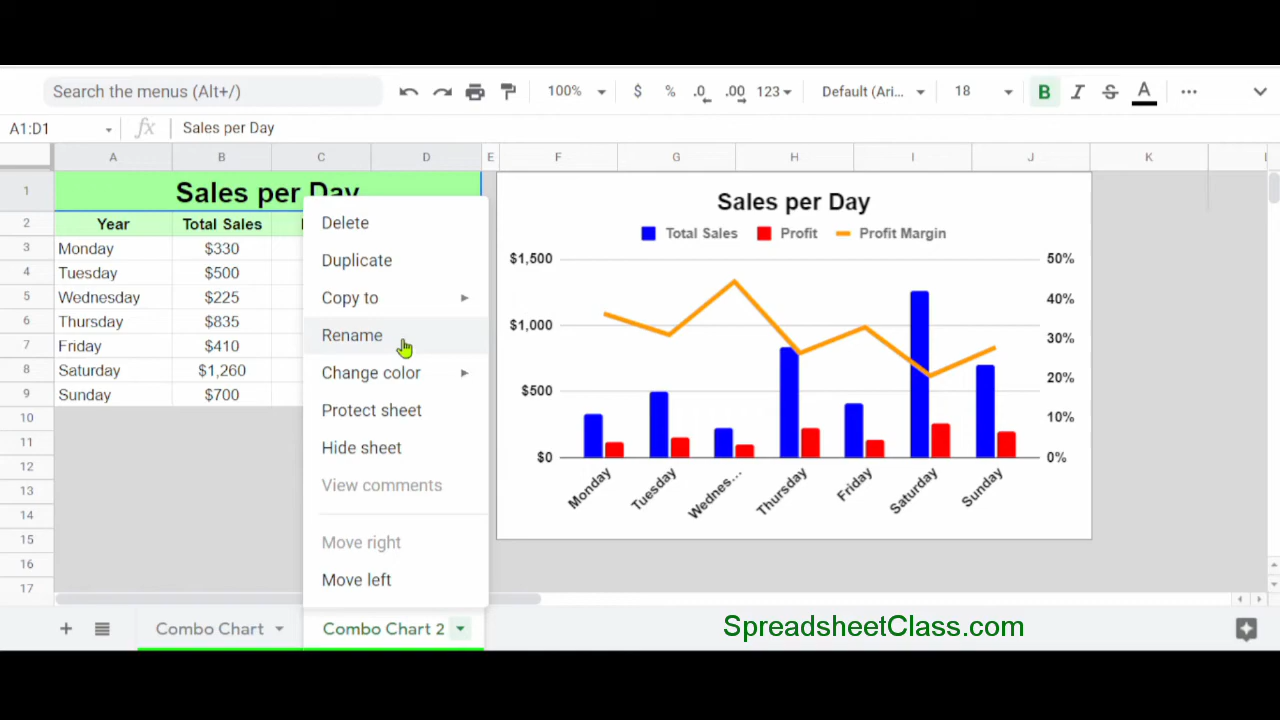 Search the menus (Alt+/) 100% $ % .0 .00 123 Default (Ari... 18 B I S A
A1:D1 fx Sales per Day
A B C D E F G H I J K
1 Sales per Day
2 Year Total Sales
3 Monday $330
4 Tuesday $500
5 Wednesday $225
6 Thursday $835
7 Friday $410
8 Saturday $1,260
9 Sunday $700
10
11
12
13
14
15
16
17
Delete
Duplicate
Copy to
Rename
Change color
Protect sheet
Hide sheet
View comments
Move right
Move left
Sales per Day
Total Sales Profit Profit Margin
$1,500 50%
40%
$1,000 30%
20%
$500 10%
$0 0%
Monday Tuesday Wednes... Thursday Friday Saturday Sunday
+ Combo Chart Combo Chart 2
SpreadsheetClass.com